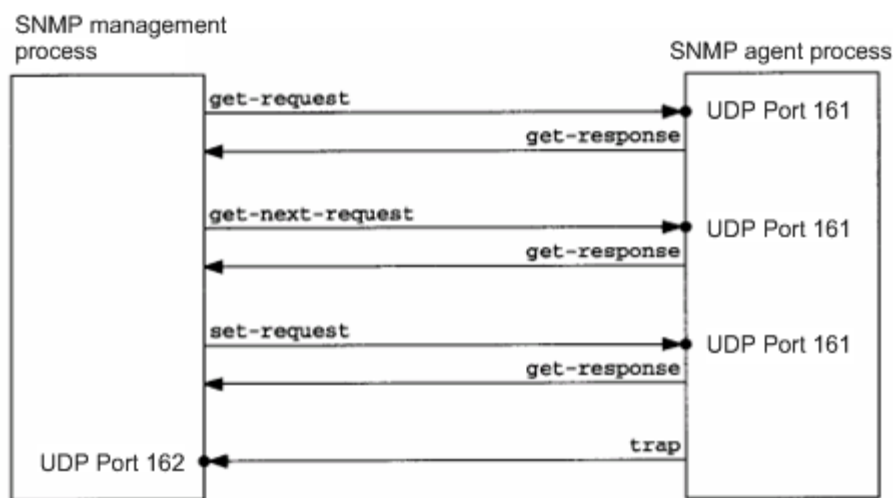 SNMP management
process
SNMP agent process
get-request
UDP Port 161
get-response
get-next-request
UDP Port 161
get-response
set-request
UDP Port 161
get-response
trap
UDP Port 162